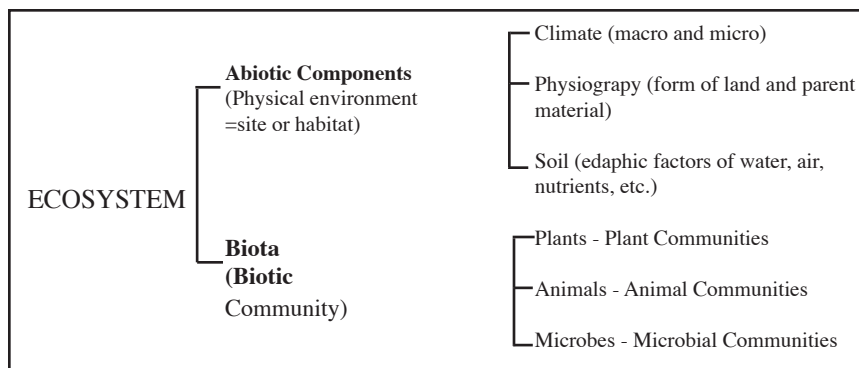 ECOSYSTEM
Abiotic Components
(Physical environment
=site or habitat)
Climate (macro and micro)
Physiograpy (form of land and parent
material)
Soil (edaphic factors of water, air,
nutrients, etc.)
Biota
(Biotic
Community)
Plants - Plant Communities
Animals - Animal Communities
Microbes - Microbial Communities